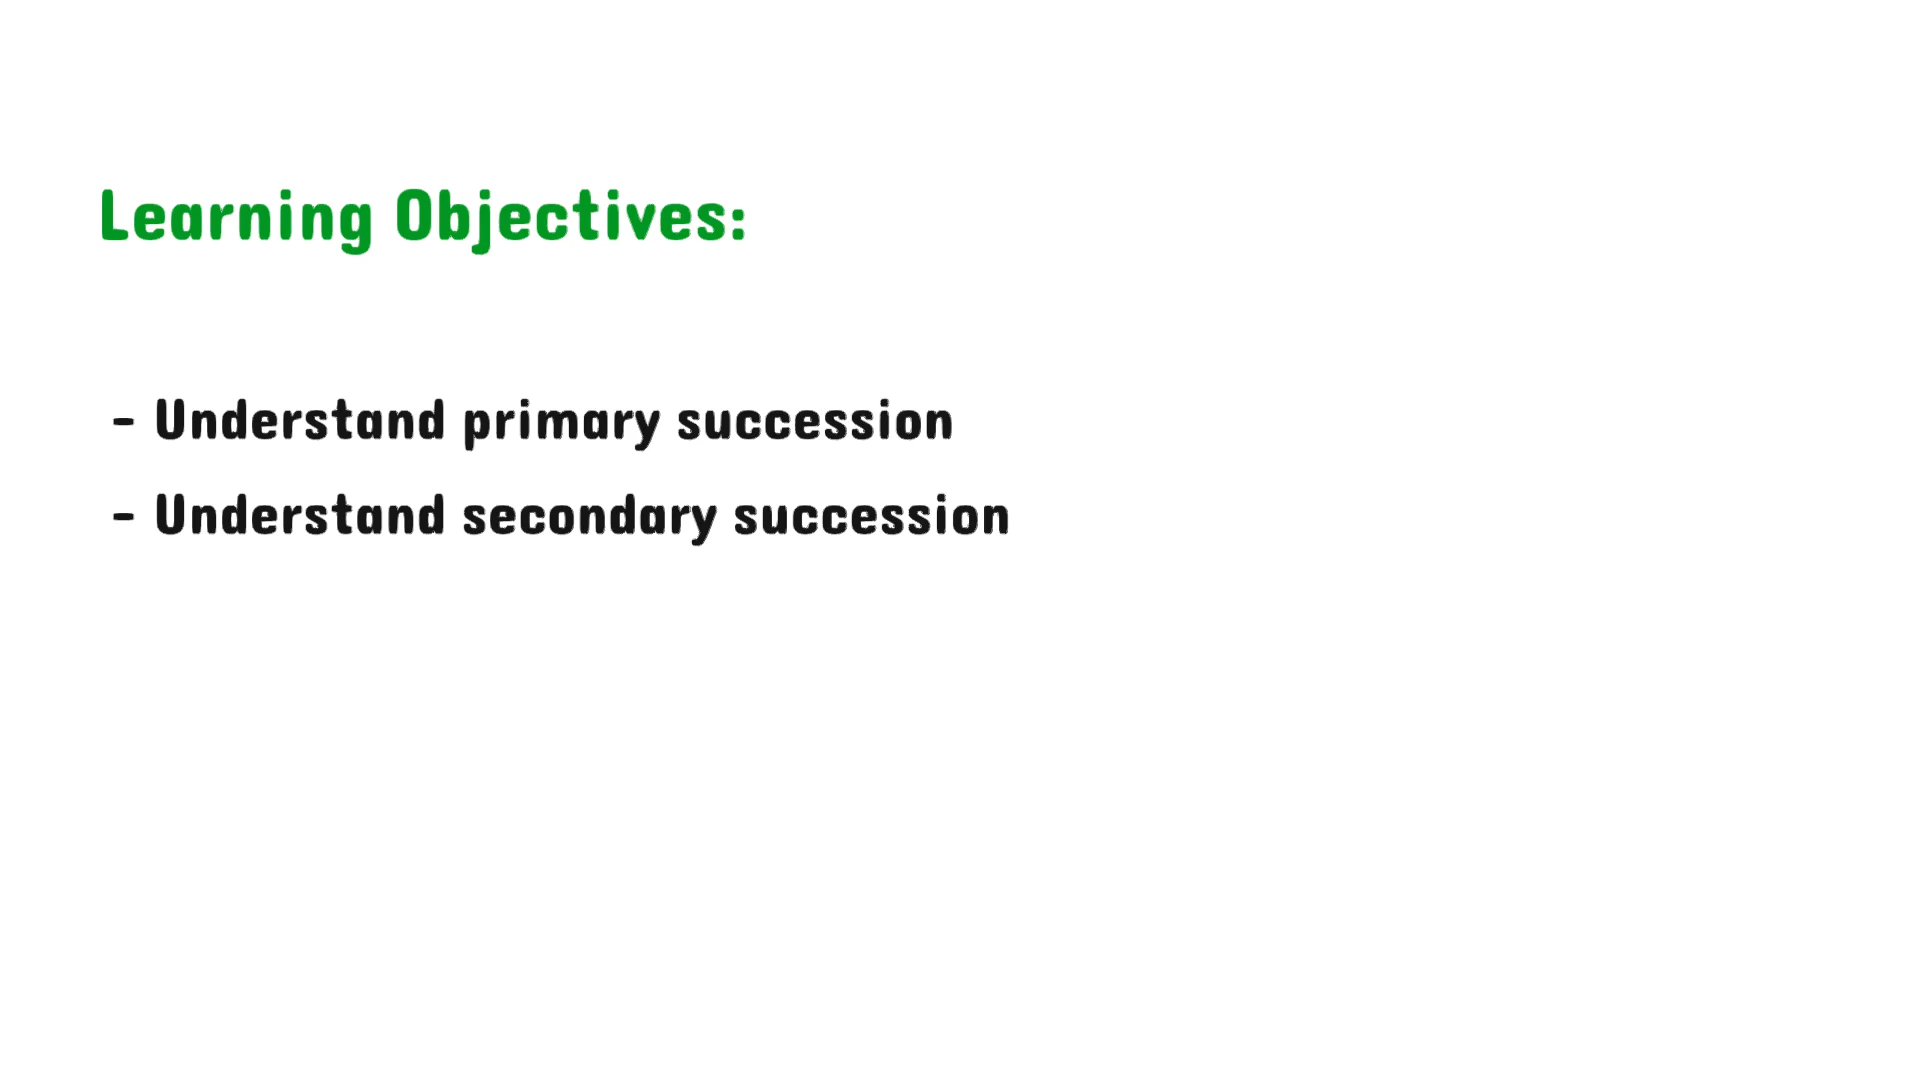 Learning Objectives:
- Understand primary succession
- Understand secondary succession